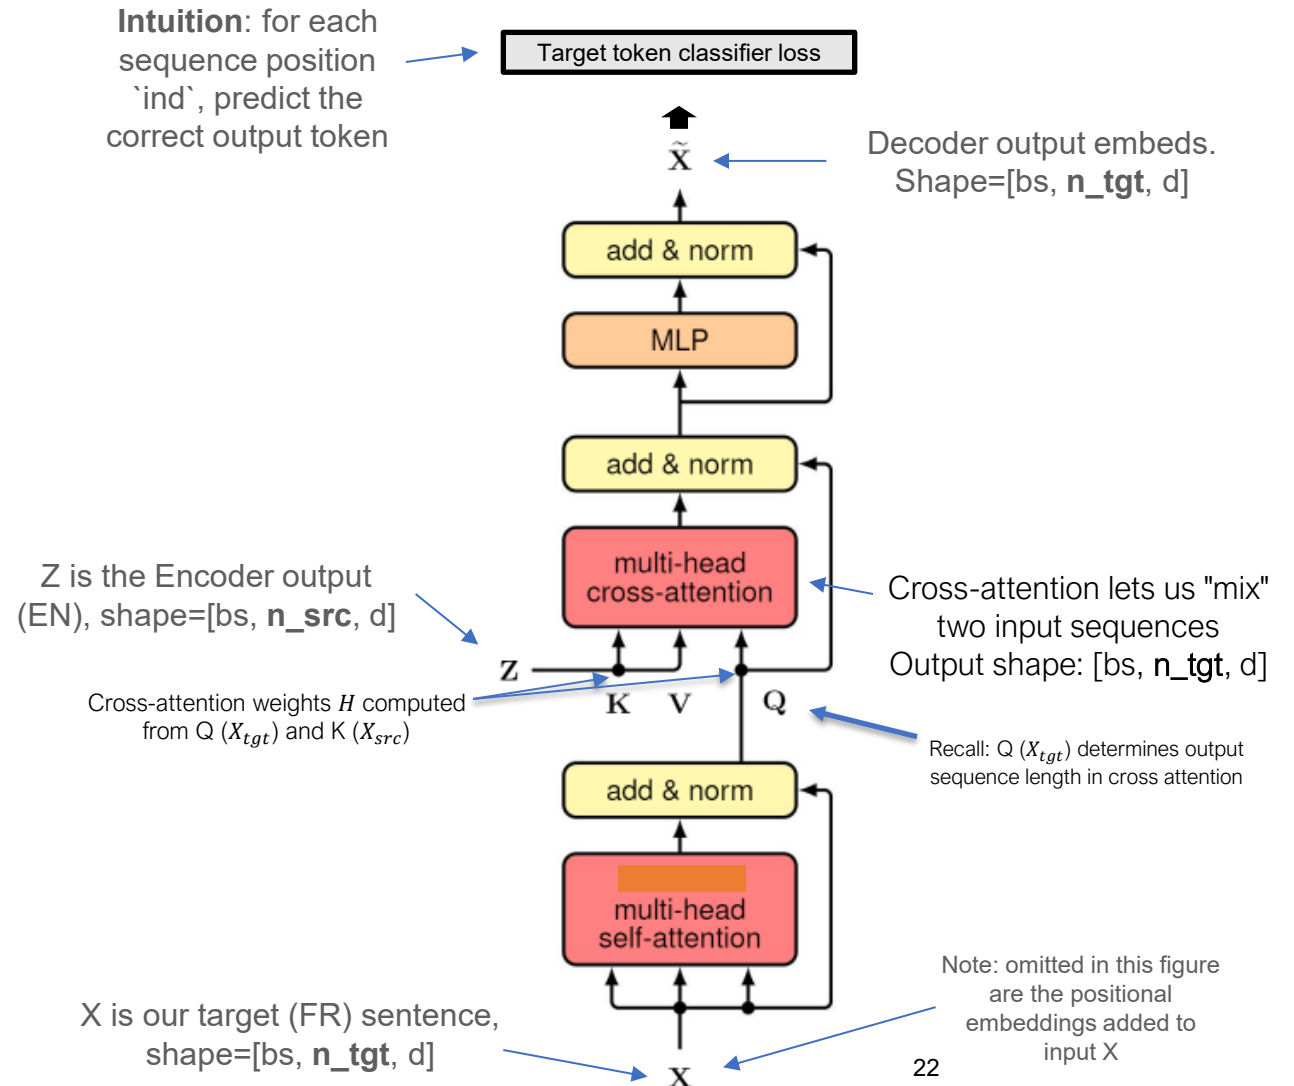 Intuition: for each
sequence position
`ind`, predict the
correct output token
Target token classifier loss
X̃
Decoder output embeds.
Shape=[bs, n_tgt, d]
add & norm
MLP
add & norm
multi-head
cross-attention
Z is the Encoder output
(EN), shape=[bs, n_src, d]
Cross-attention lets us "mix"
two input sequences
Output shape: [bs, n_tgt, d]
Z
K V Q
Cross-attention weights H computed
from Q (X_tgt) and K (X_src)
Recall: Q (X_tgt) determines output
sequence length in cross attention
add & norm
multi-head
self-attention
Note: omitted in this figure
are the positional
embeddings added to
input X
X is our target (FR) sentence,
shape=[bs, n_tgt, d]
X
22